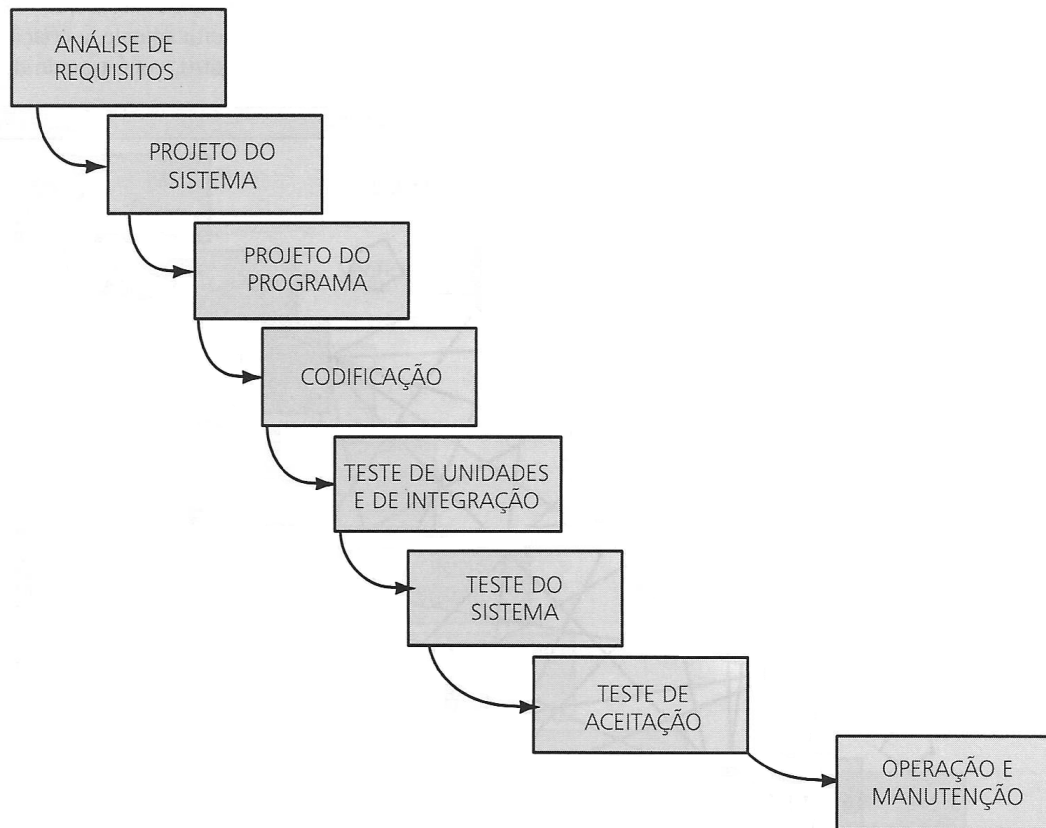 ANÁLISE DE
REQUISITOS
PROJETO DO
SISTEMA
PROJETO DO
PROGRAMA
CODIFICAÇÃO
TESTE DE UNIDADES
E DE INTEGRAÇÃO
TESTE DO
SISTEMA
TESTE DE
ACEITAÇÃO
OPERAÇÃO E
MANUTENÇÃO